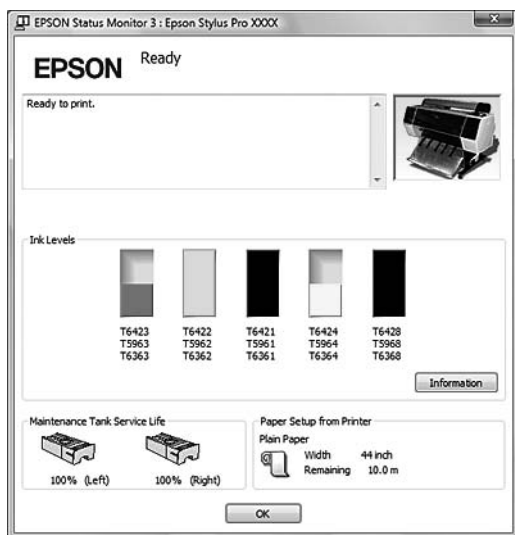 EPSON Status Monitor 3 : Epson Stylus Pro XXXX
EPSON
Ready
Ready to print.
Ink Levels
T6423 T6422 T6421 T6424 T6428
T5963 T5962 T5961 T5964 T5968
T6363 T6362 T6361 T6364 T6368
Information
Maintenance Tank Service Life
100% (Left) 100% (Right)
Paper Setup from Printer
Plain Paper
Width 44 inch
Remaining 10.0 m
OK